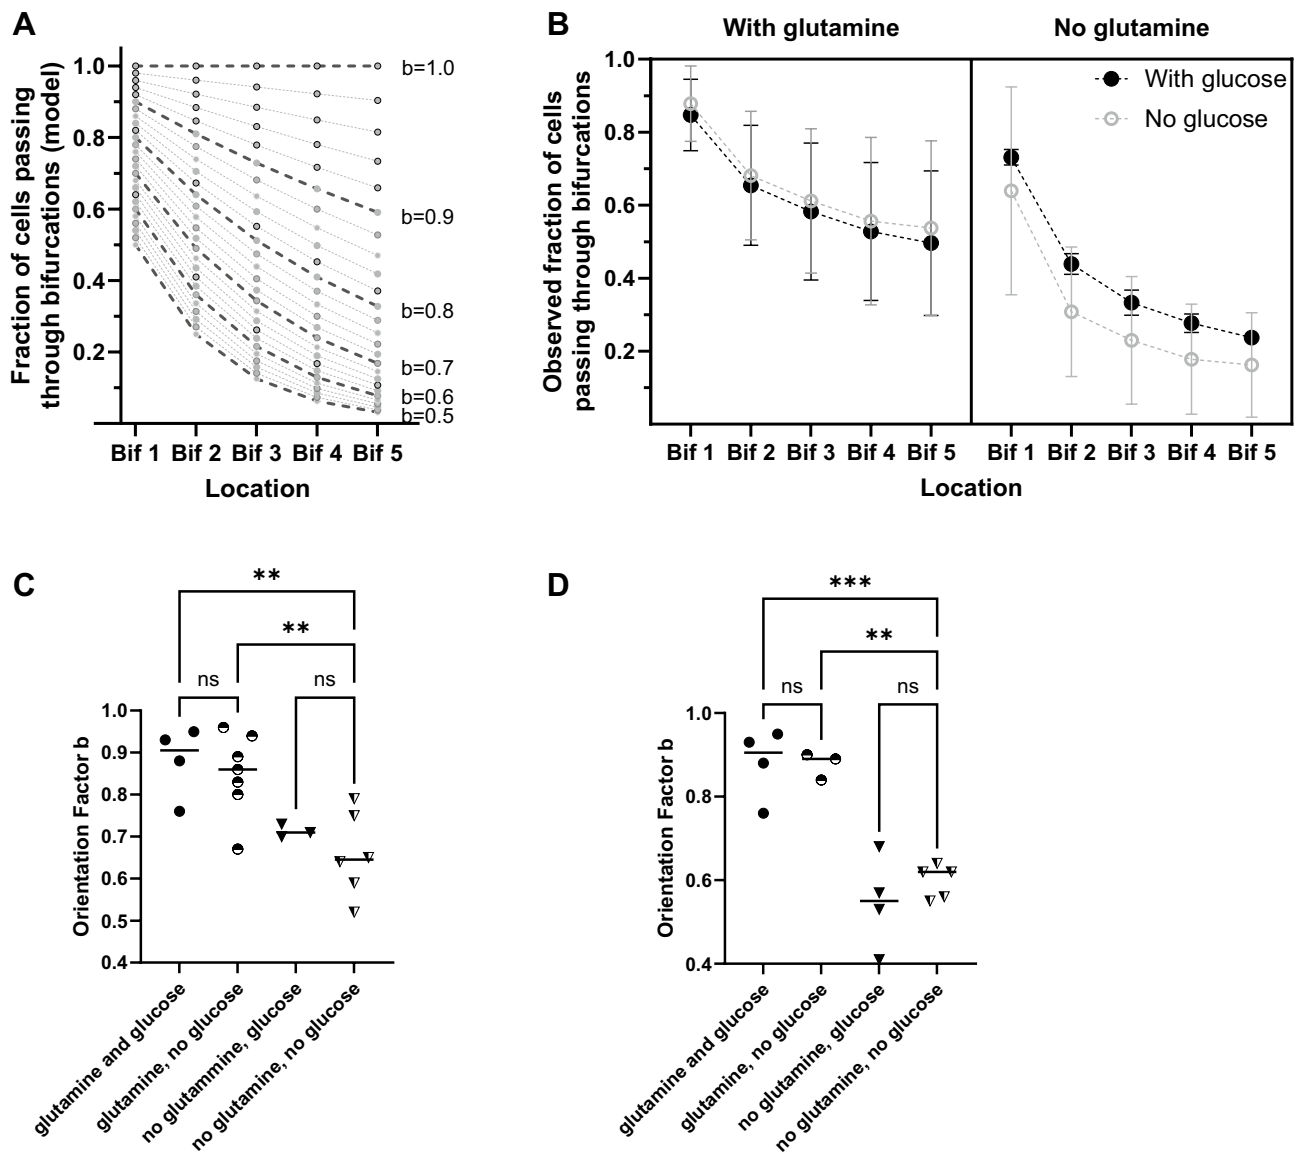 A
Fraction of cells passing
through bifurcations (model)
1.0
0.8
0.6
0.4
0.2
b=1.0
b=0.9
b=0.8
b=0.7
b=0.6
b=0.5
Bif 1 Bif 2 Bif 3 Bif 4 Bif 5
Location
B
With glutamine
No glutamine
Observed fraction of cells
passing through bifurcations
1.0
0.8
0.6
0.4
0.2
With glucose
No glucose
Bif 1 Bif 2 Bif 3 Bif 4 Bif 5 Bif 1 Bif 2 Bif 3 Bif 4 Bif 5
Location
C
**
**
ns ns
Orientation Factor b
1.0
0.9
0.8
0.7
0.6
0.5
0.4
glutamine and glucose
glutamine, no glucose
no glutammine, glucose
no glutamine, no glucose
D
***
**
ns ns
Orientation Factor b
1.0
0.8
0.6
0.4
glutamine and glucose
glutamine, no glucose
no glutamine, glucose
no glutamine, no glucose